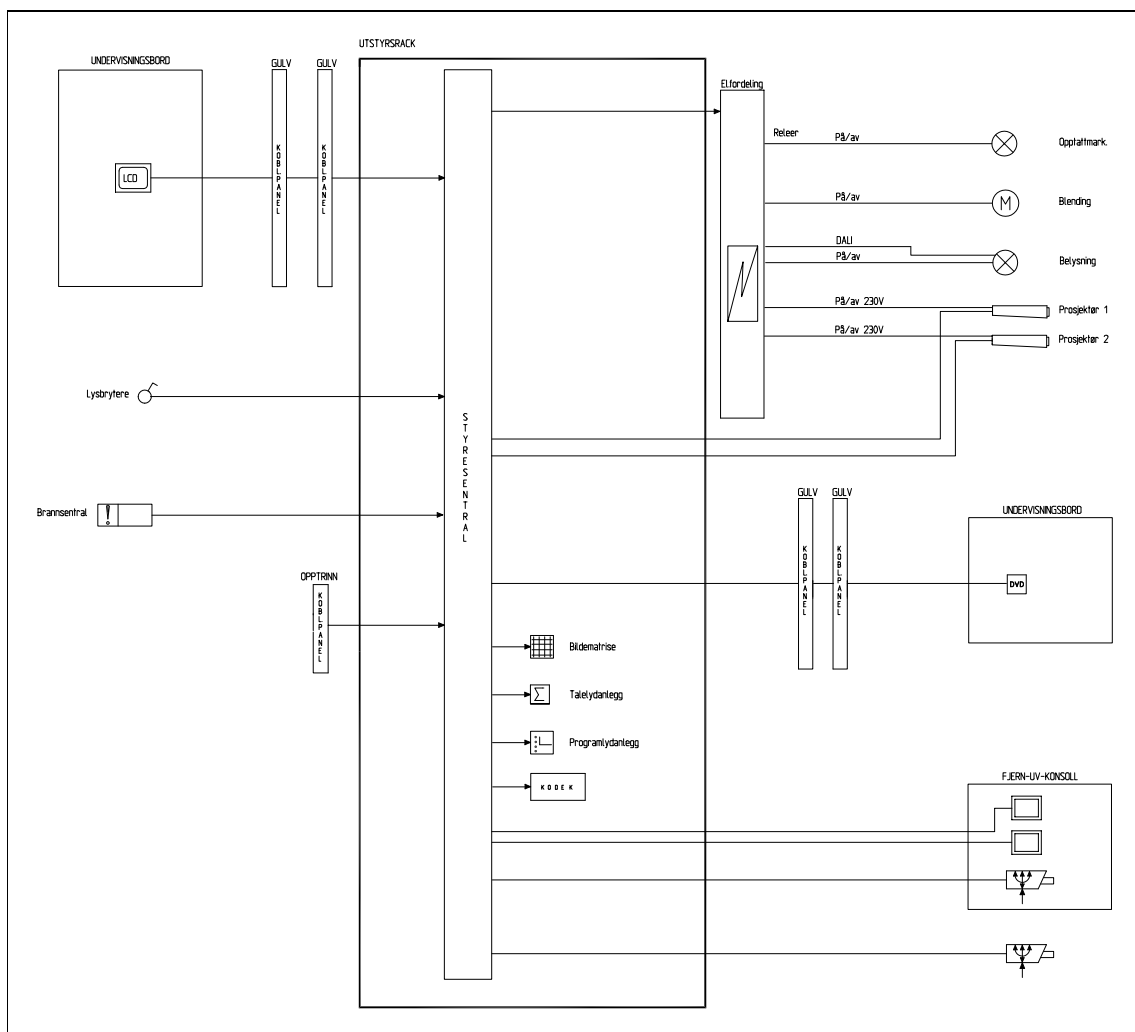 UTSTYRSRACK
UNDERVISNINGSBORD
GULV
GULV
KOBLPANEL
KOBLPANEL
LCD
Elfordeling
Releer
På/av
Opptattmark.
På/av
M
Blending
DALI
På/av
Belysning
På/av 230V
Prosjektør 1
På/av 230V
Prosjektør 2
Lysbrytere
STYRESENTRAL
Brannsentral
GULV
GULV
KOBLPANEL
KOBLPANEL
UNDERVISNINGSBORD
DVD
OPPTRINN
KOBLPANEL
Bildematrise
Σ
Talelydanlegg
Programlydanlegg
KODEK
FJERN-UV-KONSOLL